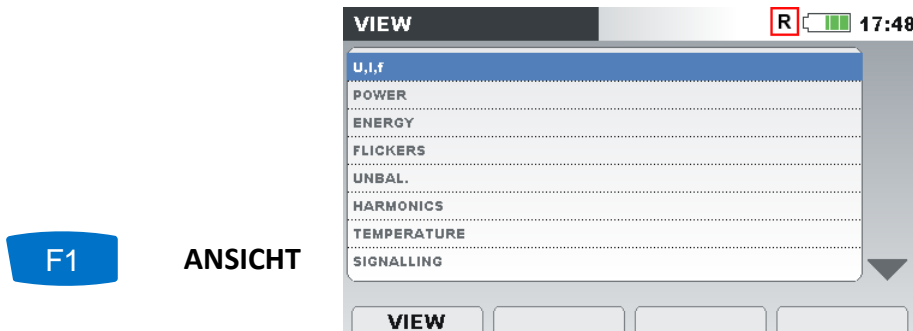 VIEW R 17:48
U,I,f
POWER
ENERGY
FLICKERS
UNBAL.
HARMONICS
TEMPERATURE
F1 ANSICHT SIGNALLING
VIEW